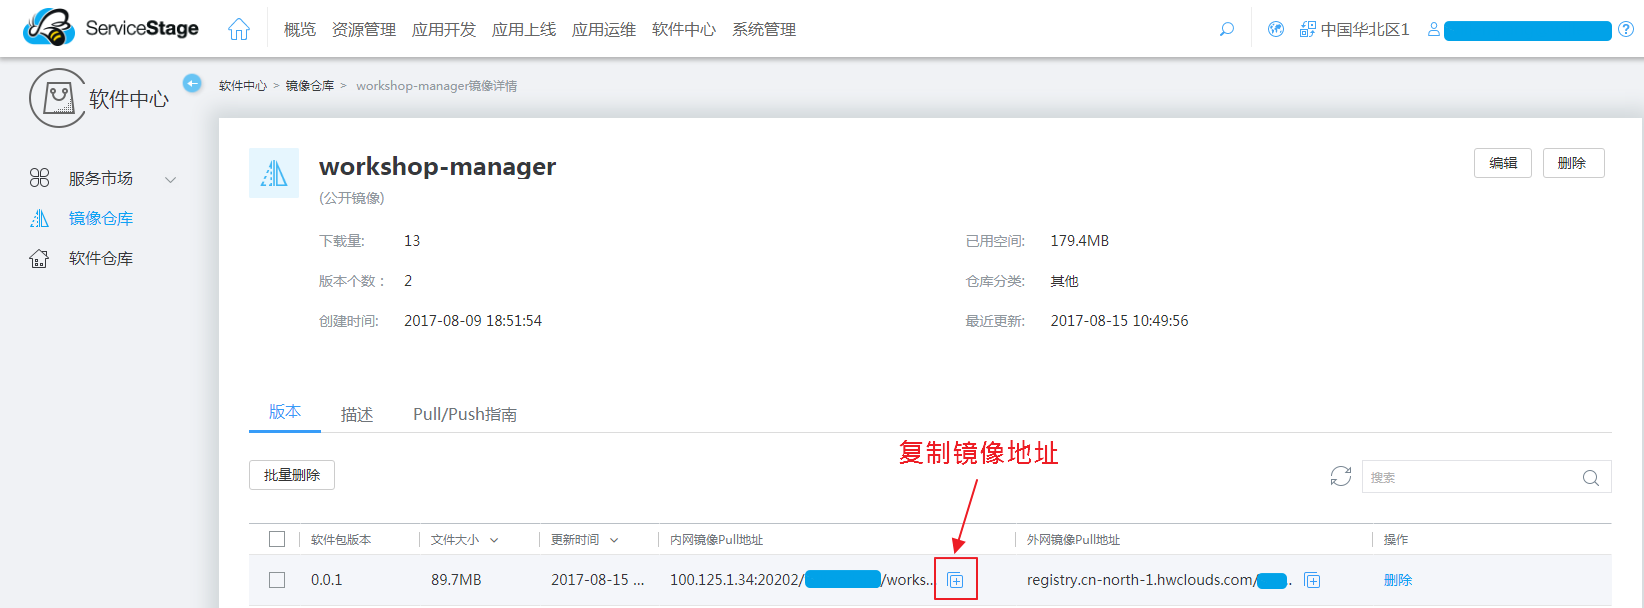 ServiceStage 概览 资源管理 应用开发 应用上线 应用运维 软件中心 系统管理 中国华北区1
软件中心
软件中心 > 镜像仓库 > workshop-manager镜像详情
服务市场
镜像仓库
软件仓库
workshop-manager
(公开镜像)
编辑 删除
下载量: 13 已用空间: 179.4MB
版本个数： 2 仓库分类: 其他
创建时间: 2017-08-09 18:51:54 最近更新: 2017-08-15 10:49:56
版本 描述 Pull/Push指南
复制镜像地址
批量删除 搜索
软件包版本 文件大小 更新时间 内网镜像Pull地址 外网镜像Pull地址 操作
0.0.1 89.7MB 2017-08-15 ... 100.125.1.34:20202/ /works... registry.cn-north-1.hwclouds.com/ . 删除